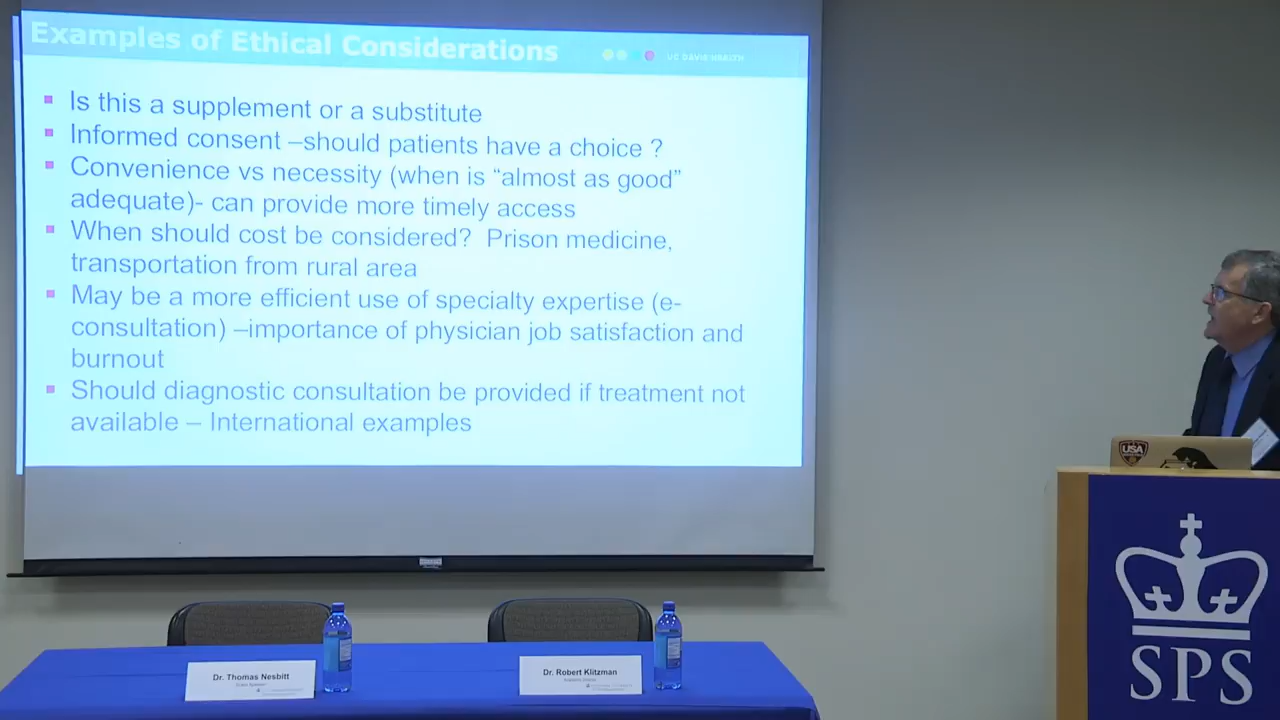 Examples of Ethical Considerations
UC DAVIS HEALTH
Is this a supplement or a substitute
Informed consent –should patients have a choice ?
Convenience vs necessity (when is “almost as good”
adequate)- can provide more timely access
When should cost be considered?  Prison medicine,
transportation from rural area
May be a more efficient use of specialty expertise (e-
consultation) –importance of physician job satisfaction and
burnout
Should diagnostic consultation be provided if treatment not
available – International examples
USA
SPS
Dr. Thomas Nesbitt
Dr. Robert Klitzman